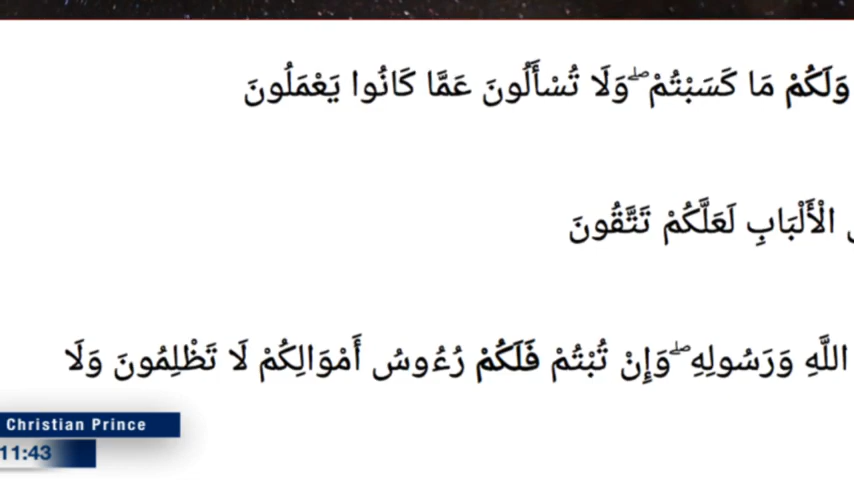 وَلَكُمْ مَا كَسَبْتُمْ ۖ وَلَا تُسْأَلُونَ عَمَّا كَانُوا يَعْمَلُونَ
الْأَلْبَابِ لَعَلَّكُمْ تَتَّقُونَ
اللَّهِ وَرَسُولِهِ ۖ وَإِنْ تُبْتُمْ فَلَكُمْ رُءُوسُ أَمْوَالِكُمْ لَا تَظْلِمُونَ وَلَا
Christian Prince
11:43